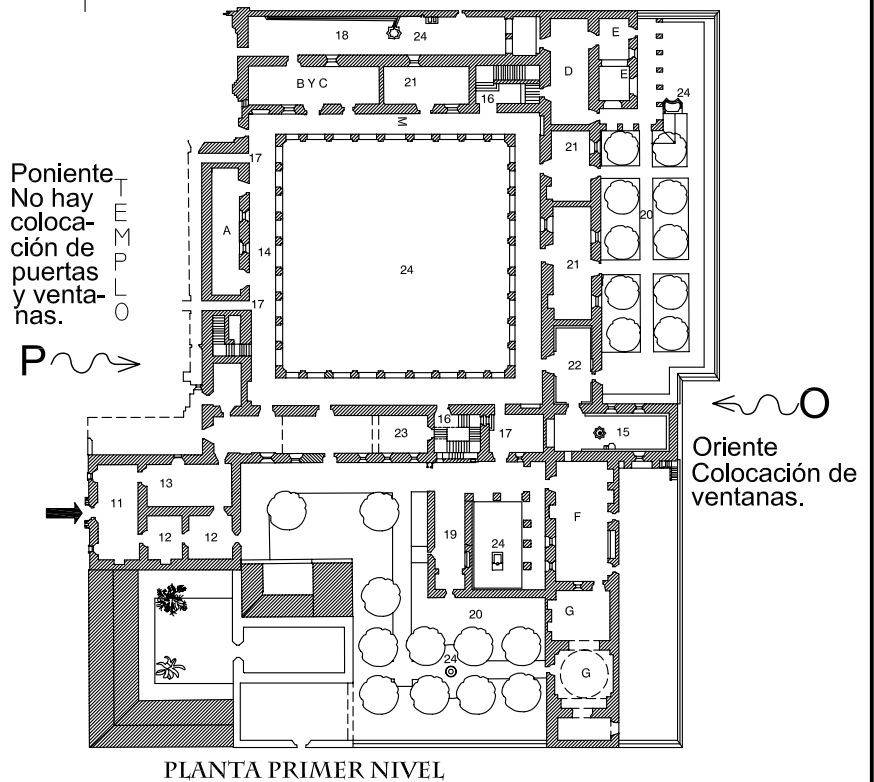 18
24
E
D
E
24
B Y C
21
16
M
17
21
Poniente
No hay
coloca-
ción de
puertas
y venta-
nas.
TEMPLO
A
14
24
20
21
17
P
22
O
16
23
17
15
Oriente
Colocación de
ventanas.
11
13
12
12
19
24
F
20
G
24
G
PLANTA PRIMER NIVEL